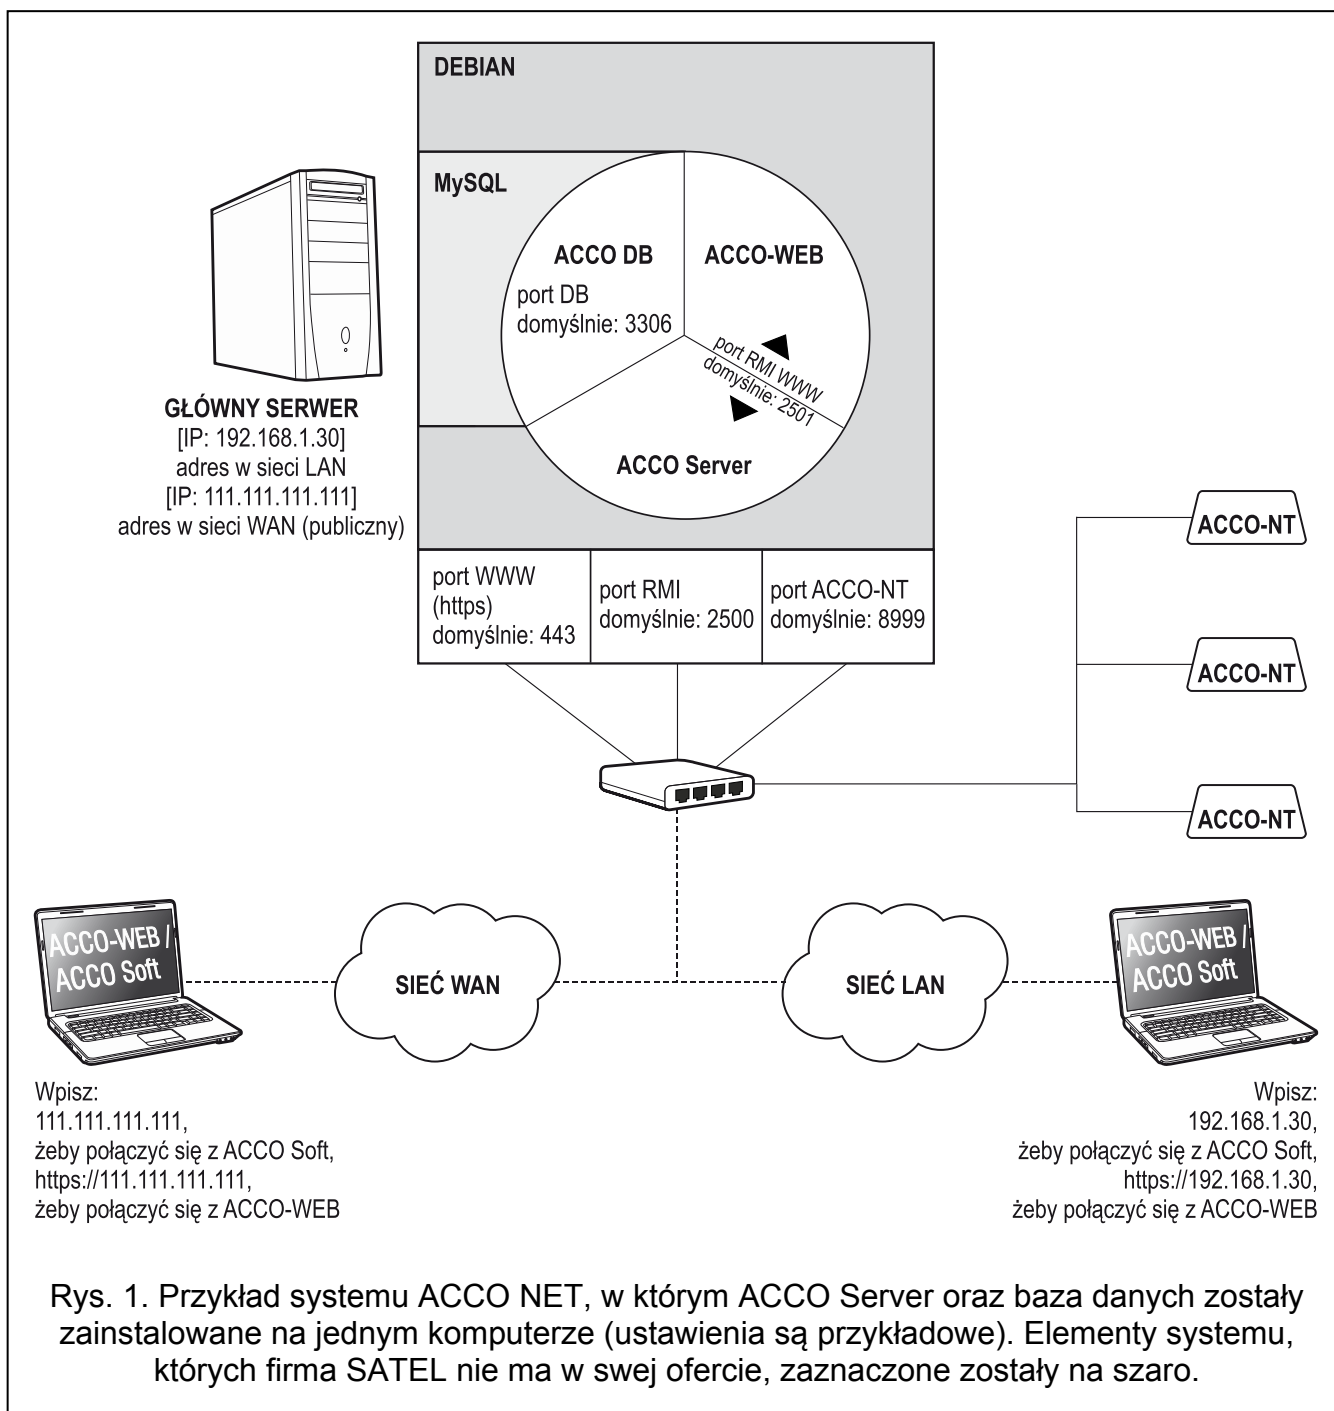 DEBIAN
MySQL
ACCO DB
port DB
domyślnie: 3306
ACCO-WEB
port RMI WWW
domyślnie: 2501
ACCO Server
GŁÓWNY SERWER
[IP: 192.168.1.30]
adres w sieci LAN
[IP: 111.111.111.111]
adres w sieci WAN (publiczny)
port WWW
(https)
domyślnie: 443
port RMI
domyślnie: 2500
port ACCO-NT
domyślnie: 8999
ACCO-NT
ACCO-NT
ACCO-NT
ACCO-WEB /
ACCO Soft
SIEĆ WAN
SIEĆ LAN
ACCO-WEB /
ACCO Soft
Wpisz:
111.111.111.111,
żeby połączyć się z ACCO Soft,
https://111.111.111.111,
żeby połączyć się z ACCO-WEB
Wpisz:
192.168.1.30,
żeby połączyć się z ACCO Soft,
https://192.168.1.30,
żeby połączyć się z ACCO-WEB
Rys. 1. Przykład systemu ACCO NET, w którym ACCO Server oraz baza danych zostały
zainstalowane na jednym komputerze (ustawienia są przykładowe). Elementy systemu,
których firma SATEL nie ma w swej ofercie, zaznaczone zostały na szaro.